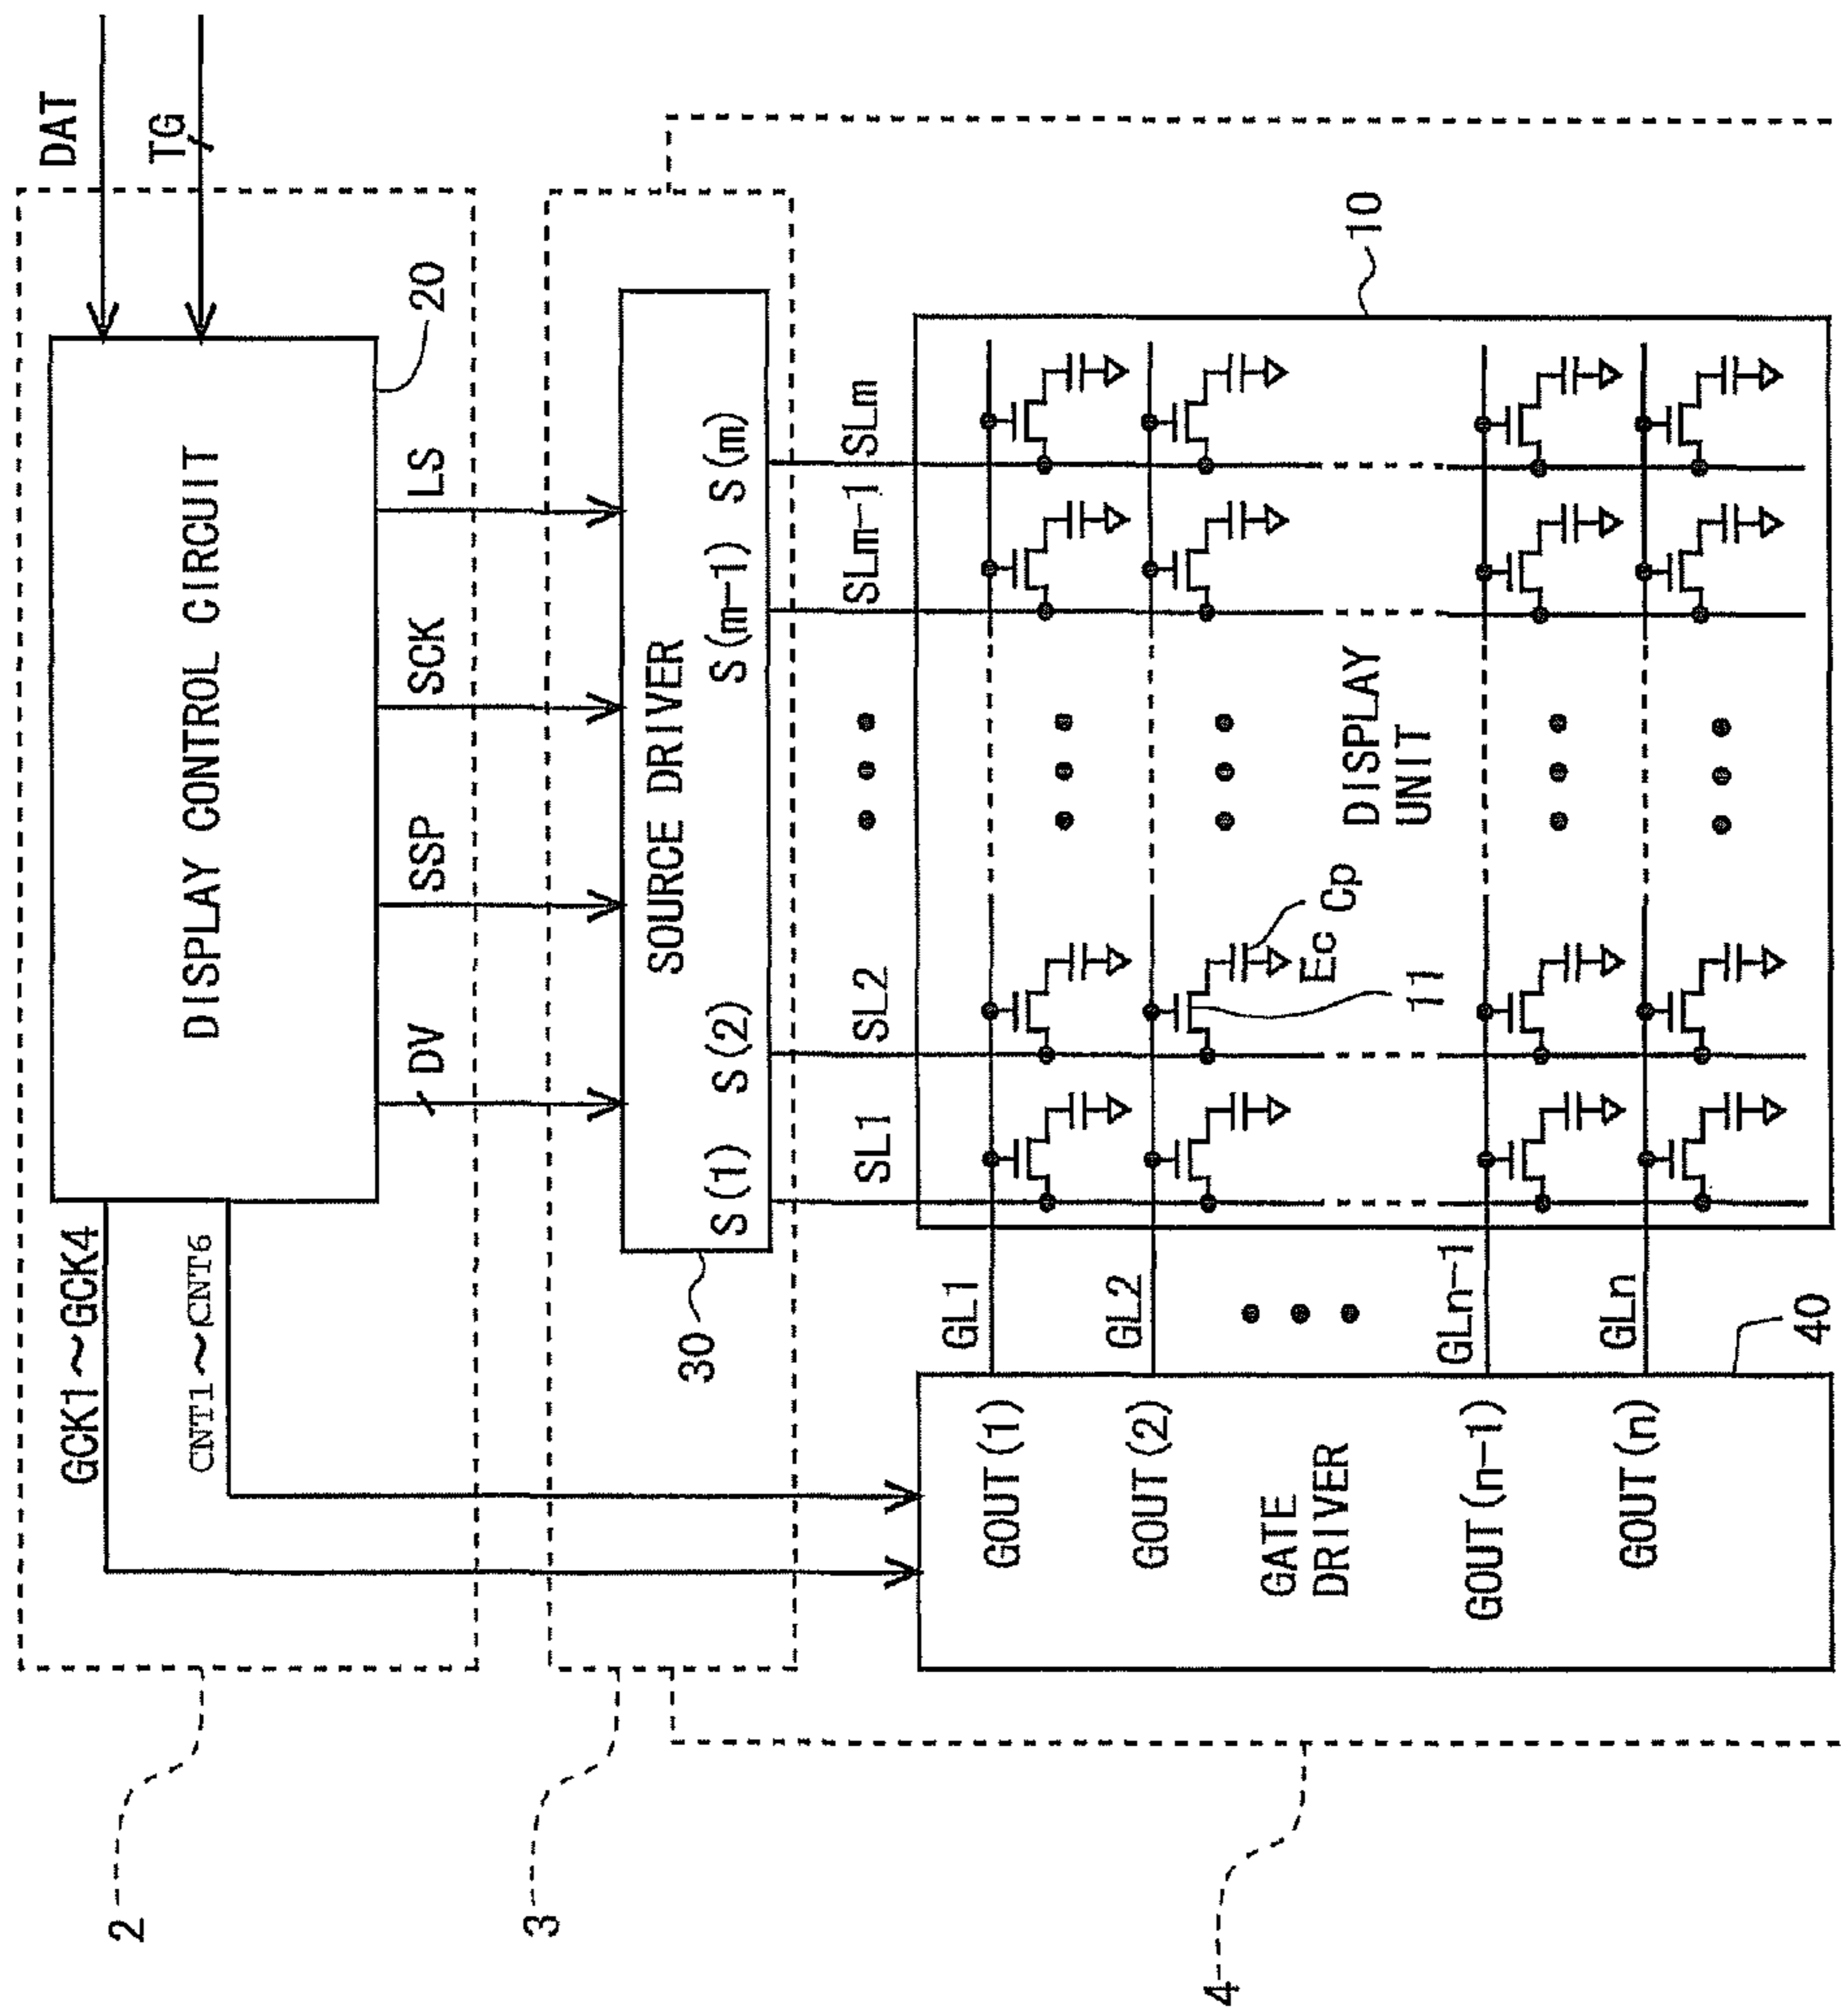 DAT
TG
DISPLAY CONTROL CIRCUIT
20
GCK1～GCK4
CNT1～CNT6
DV
SSP
SCK
LS
2
SOURCE DRIVER
S(1)
S(2)
S(m-1)
S(m)
30
3
SL1
SL2
SLm-1
SLm
10
GL1
GL2
GLn-1
GLn
GOUT(1)
GOUT(2)
GATE
DRIVER
GOUT(n-1)
GOUT(n)
40
Cp
Ec
11
DISPLAY
UNIT
4